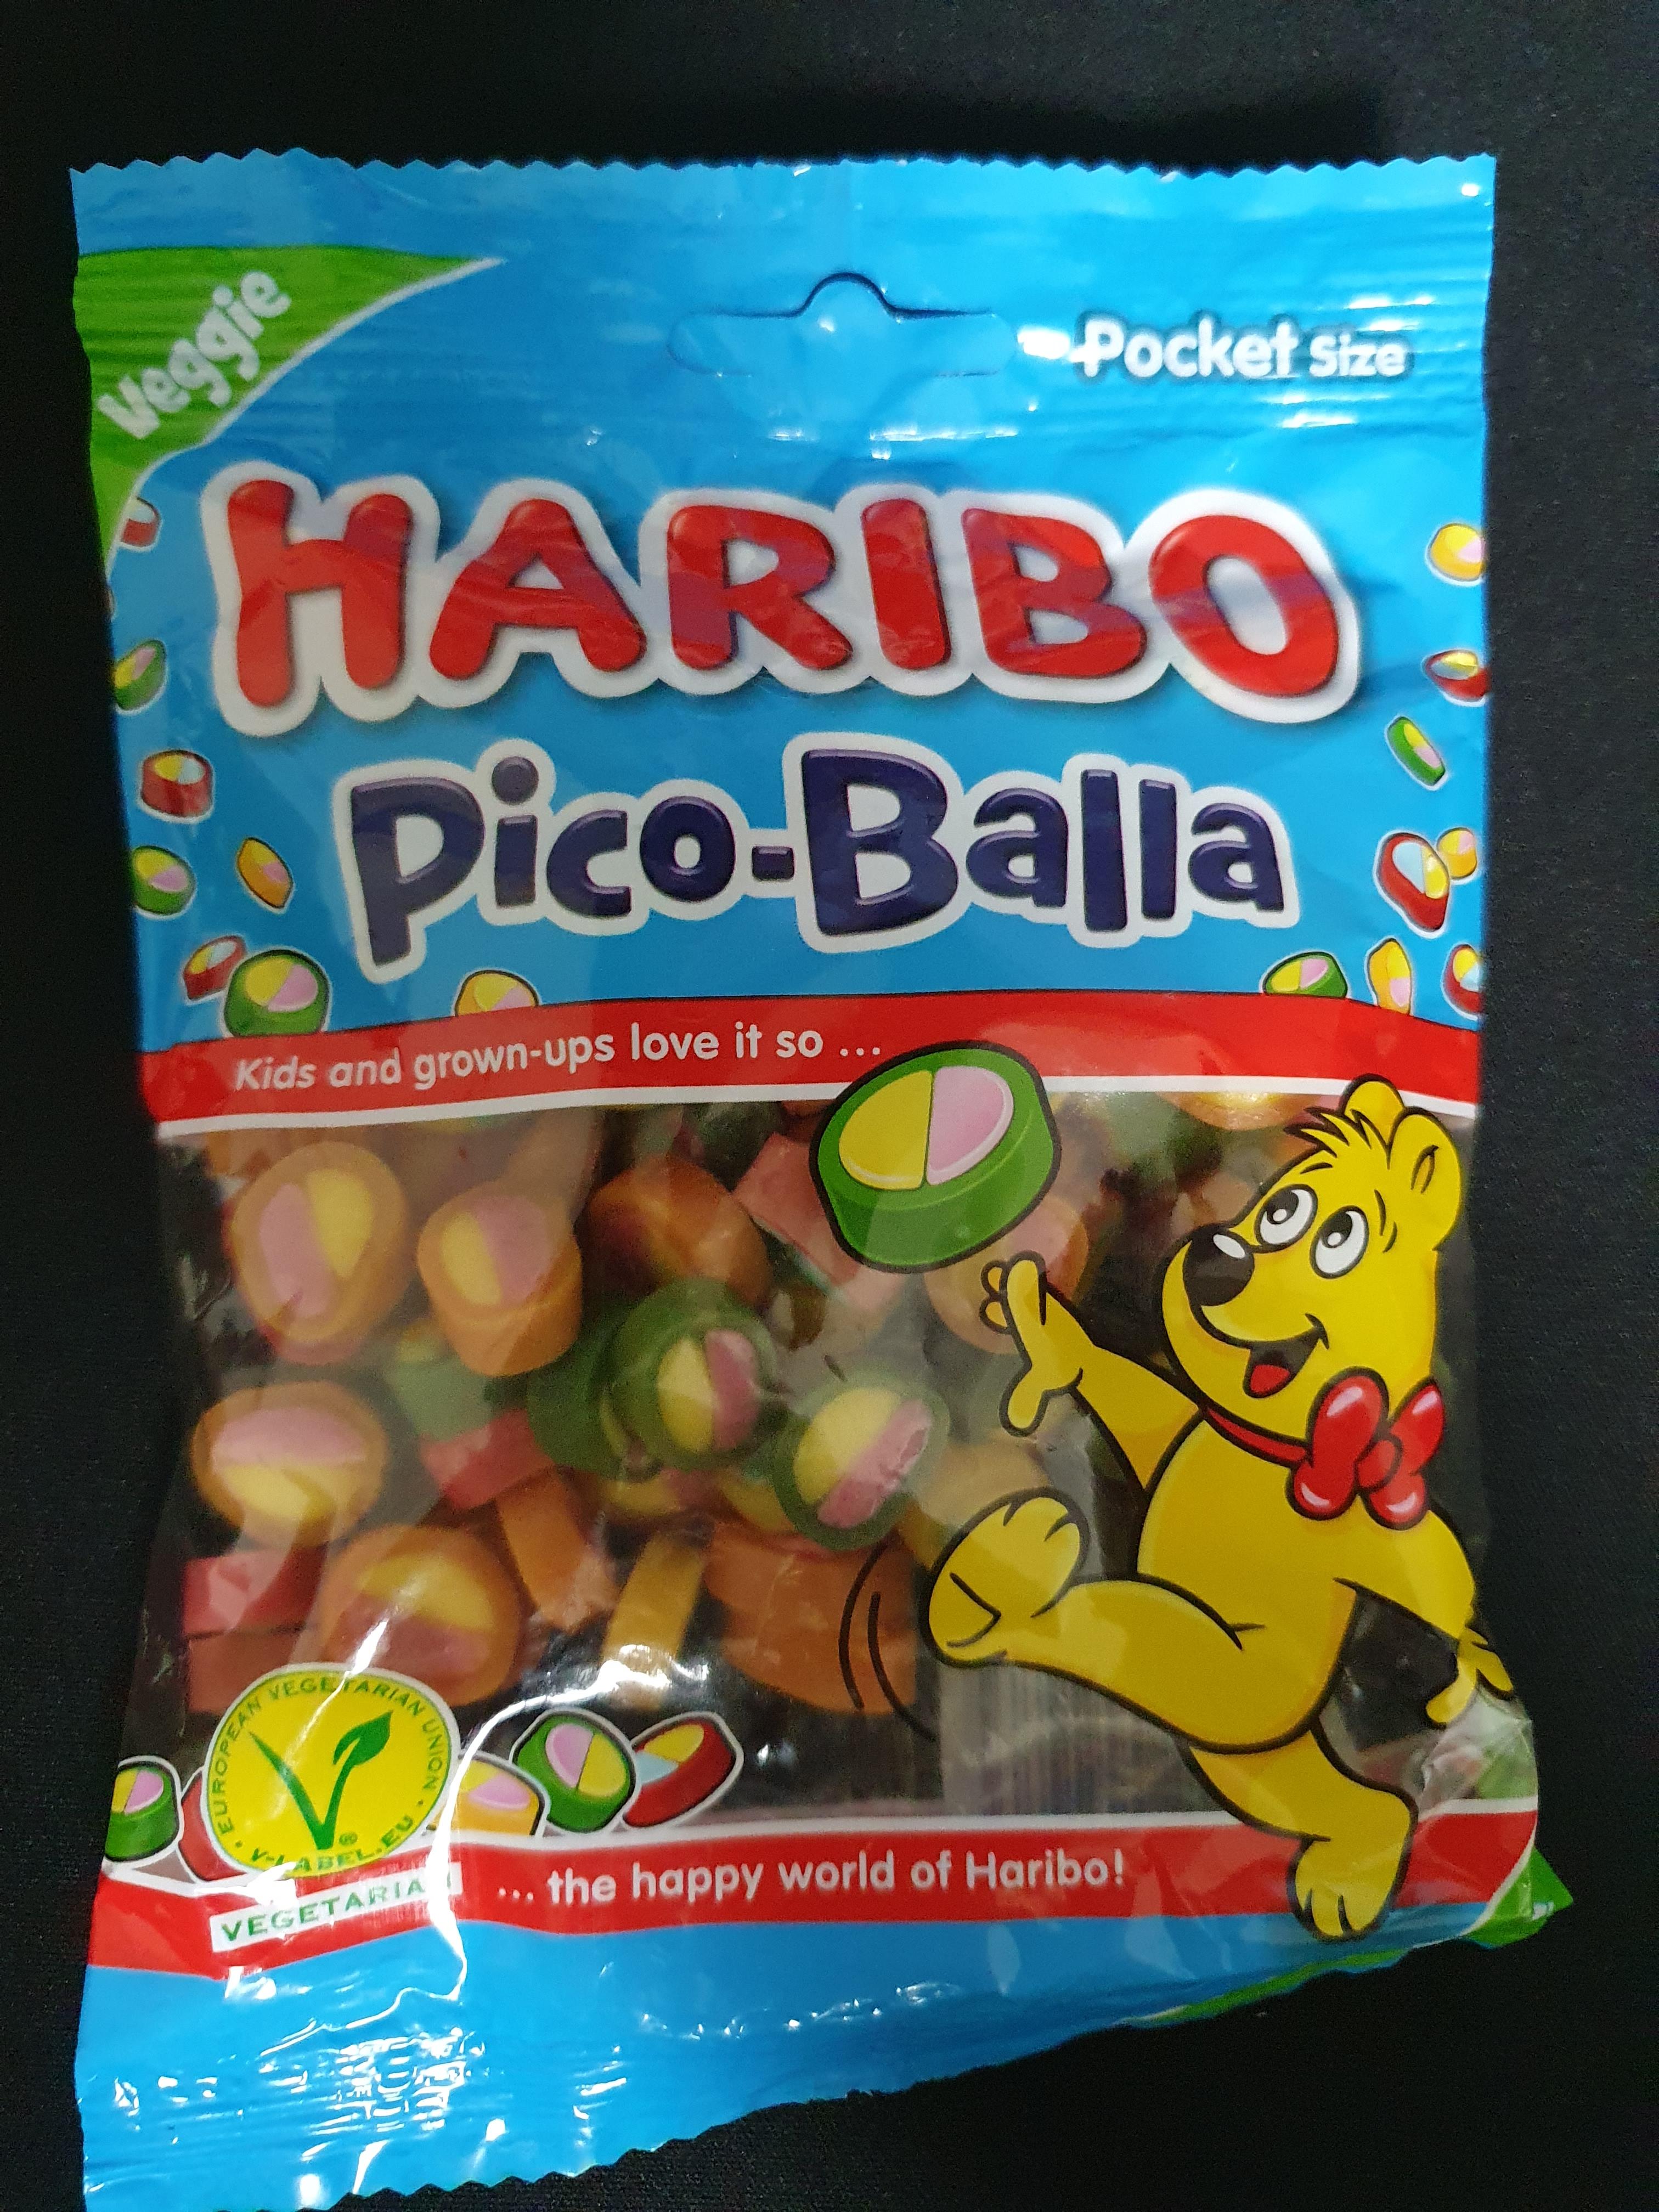 Veggie
Pocket Size
HARIBO
Pico-Balla
Kids and grown-ups love it so ...
EUROPEAN VEGETARIAN UNION
V-LABEL.EU
VEGETARIAN
... the happy world of Haribo!